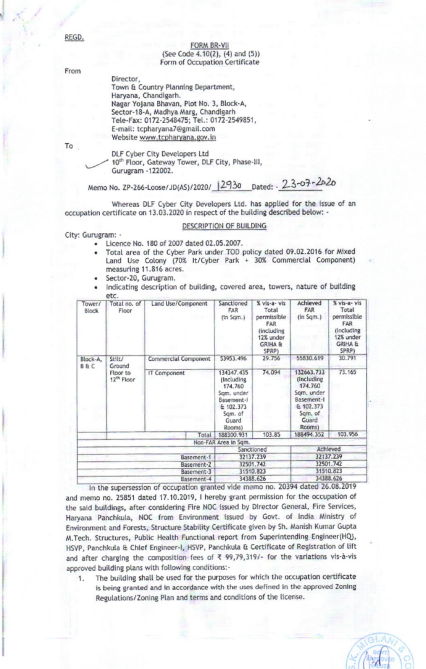 REGD.
FORM BR-VII
(See Code 4.10(2), (4) and (5))
Form of Occupation Certificate
From
Director,
Town & Country Planning Department,
Haryana, Chandigarh.
Nagar Yojana Bhavan, Plot No. 3, Block-A,
Sector-18-A, Madhya Marg, Chandigarh
Tele-Fax: 0172-2548475; Tel.: 0172-2549851,
E-mail: tcpharyana7@gmail.com
Website www.tcpharyana.gov.in
To
DLF Cyber City Developers Ltd
10th Floor, Gateway Tower, DLF City, Phase-III,
Gurugram -122002.
Memo No. ZP-266-Loose/JD(AS)/2020/ 12930 Dated: - 23-07-2020
Whereas DLF Cyber City Developers Ltd. has applied for the issue of an
occupation certificate on 13.03.2020 in respect of the building described below: -
DESCRIPTION OF BUILDING
City: Gurugram: -
• Licence No. 180 of 2007 dated 02.05.2007.
• Total area of the Cyber Park under TOD policy dated 09.02.2016 for Mixed
Land Use Colony (70% It/Cyber Park + 30% Commercial Component)
measuring 11.816 acres.
• Sector-20, Gurugram.
• Indicating description of building, covered area, towers, nature of building
etc.
Tower/ Block Total no. of Floor Land Use/Component Sanctioned FAR (in Sqm.) % vis-a- vis Total permissible FAR (including 12% under GRIHA & SPRP) Achieved FAR (in Sqm.) % vis-a- vis Total permissible FAR (including 12% under GRIHA & SPRP)
Block-A, B & C Stilt/ Ground Floor to 12th Floor Commercial Component 53953.496 29.756 55830.619 30.791
IT Component 134347.435 (Including 174.760 Sqm. under Basement-I & 102.373 Sqm. of Guard Rooms) 74.094 132663.733 (Including 174.760 Sqm. under Basement-I & 102.373 Sqm. of Guard Rooms) 73.165
Total 188300.931 103.85 188494.352 103.956
Non-FAR Area in Sqm.
Sanctioned Achieved
Basement-1 32137.239 32137.239
Basement-2 32501.742 32501.742
Basement-3 31510.823 31510.823
Basement-4 34388.626 34388.626
In the supersession of occupation granted vide memo no. 20394 dated 26.08.2019
and memo no. 25851 dated 17.10.2019, I hereby grant permission for the occupation of
the said buildings, after considering Fire NOC issued by Director General, Fire Services,
Haryana Panchkula, NOC from Environment issued by Govt. of India Ministry of
Environment and Forests, Structure Stability Certificate given by Sh. Manish Kumar Gupta
M.Tech. Structures, Public Health Functional report from Superintending Engineer(HQ),
HSVP, Panchkula & Chief Engineer-I, HSVP, Panchkula & Certificate of Registration of lift
and after charging the composition fees of ₹ 99,79,319/- for the variations vis-à-vis
approved building plans with following conditions:-
1. The building shall be used for the purposes for which the occupation certificate
is being granted and in accordance with the uses defined in the approved Zoning
Regulations/Zoning Plan and terms and conditions of the license.